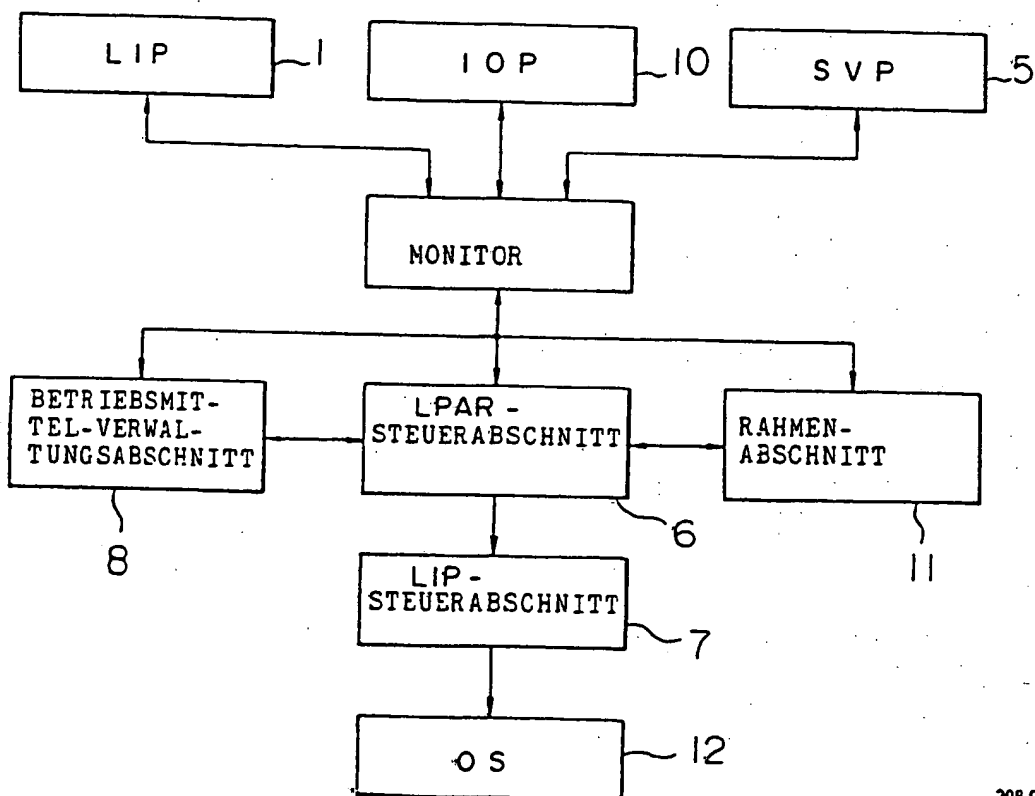 LIP 1
IOP 10
SVP 5
MONITOR
BETRIEBSMIT-
TEL-VERWAL-
TUNGSABSCHNITT
8
LPAR-
STEUERABSCHNITT
6
RAHMEN-
ABSCHNITT
11
LIP-
STEUERABSCHNITT
7
OS 12